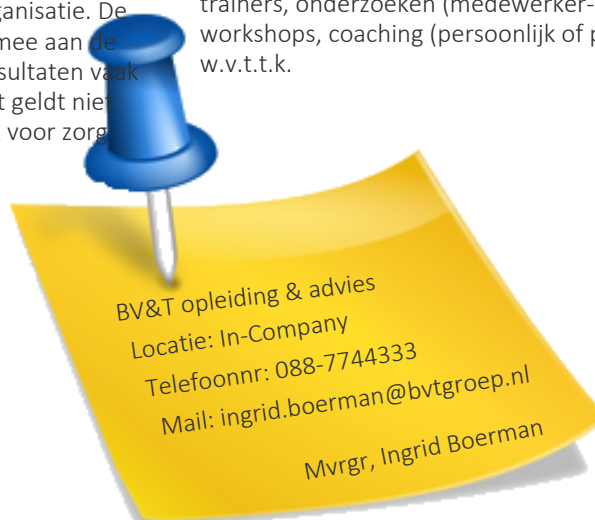 ganisatie. De
mee aan de
sultaten vaak
t geldt niet
voor zorg
trainers, onderzoeken (medewerker-
workshops, coaching (persoonlijk of p
w.v.t.t.k.
BV&T opleiding & advies
Locatie: In-Company
Telefoonnr: 088-7744333
Mail: ingrid.boerman@bvtgroep.nl
Mvrgr, Ingrid Boerman